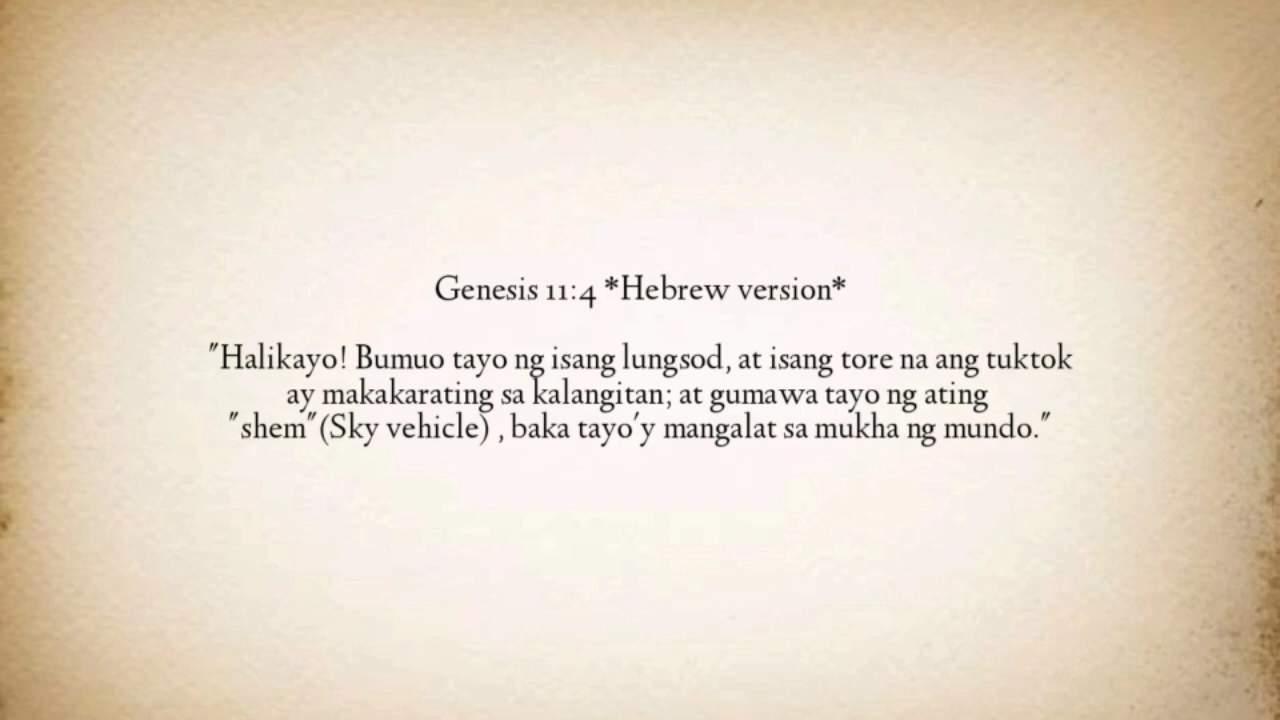 Genesis 11:4 *Hebrew version*
"Halikayo! Bumuo tayo ng isang lungsod, at isang tore na ang tuktok
ay makakarating sa kalangitan; at gumawa tayo ng ating
"shem"(Sky vehicle) , baka tayo'y mangalat sa mukha ng mundo."